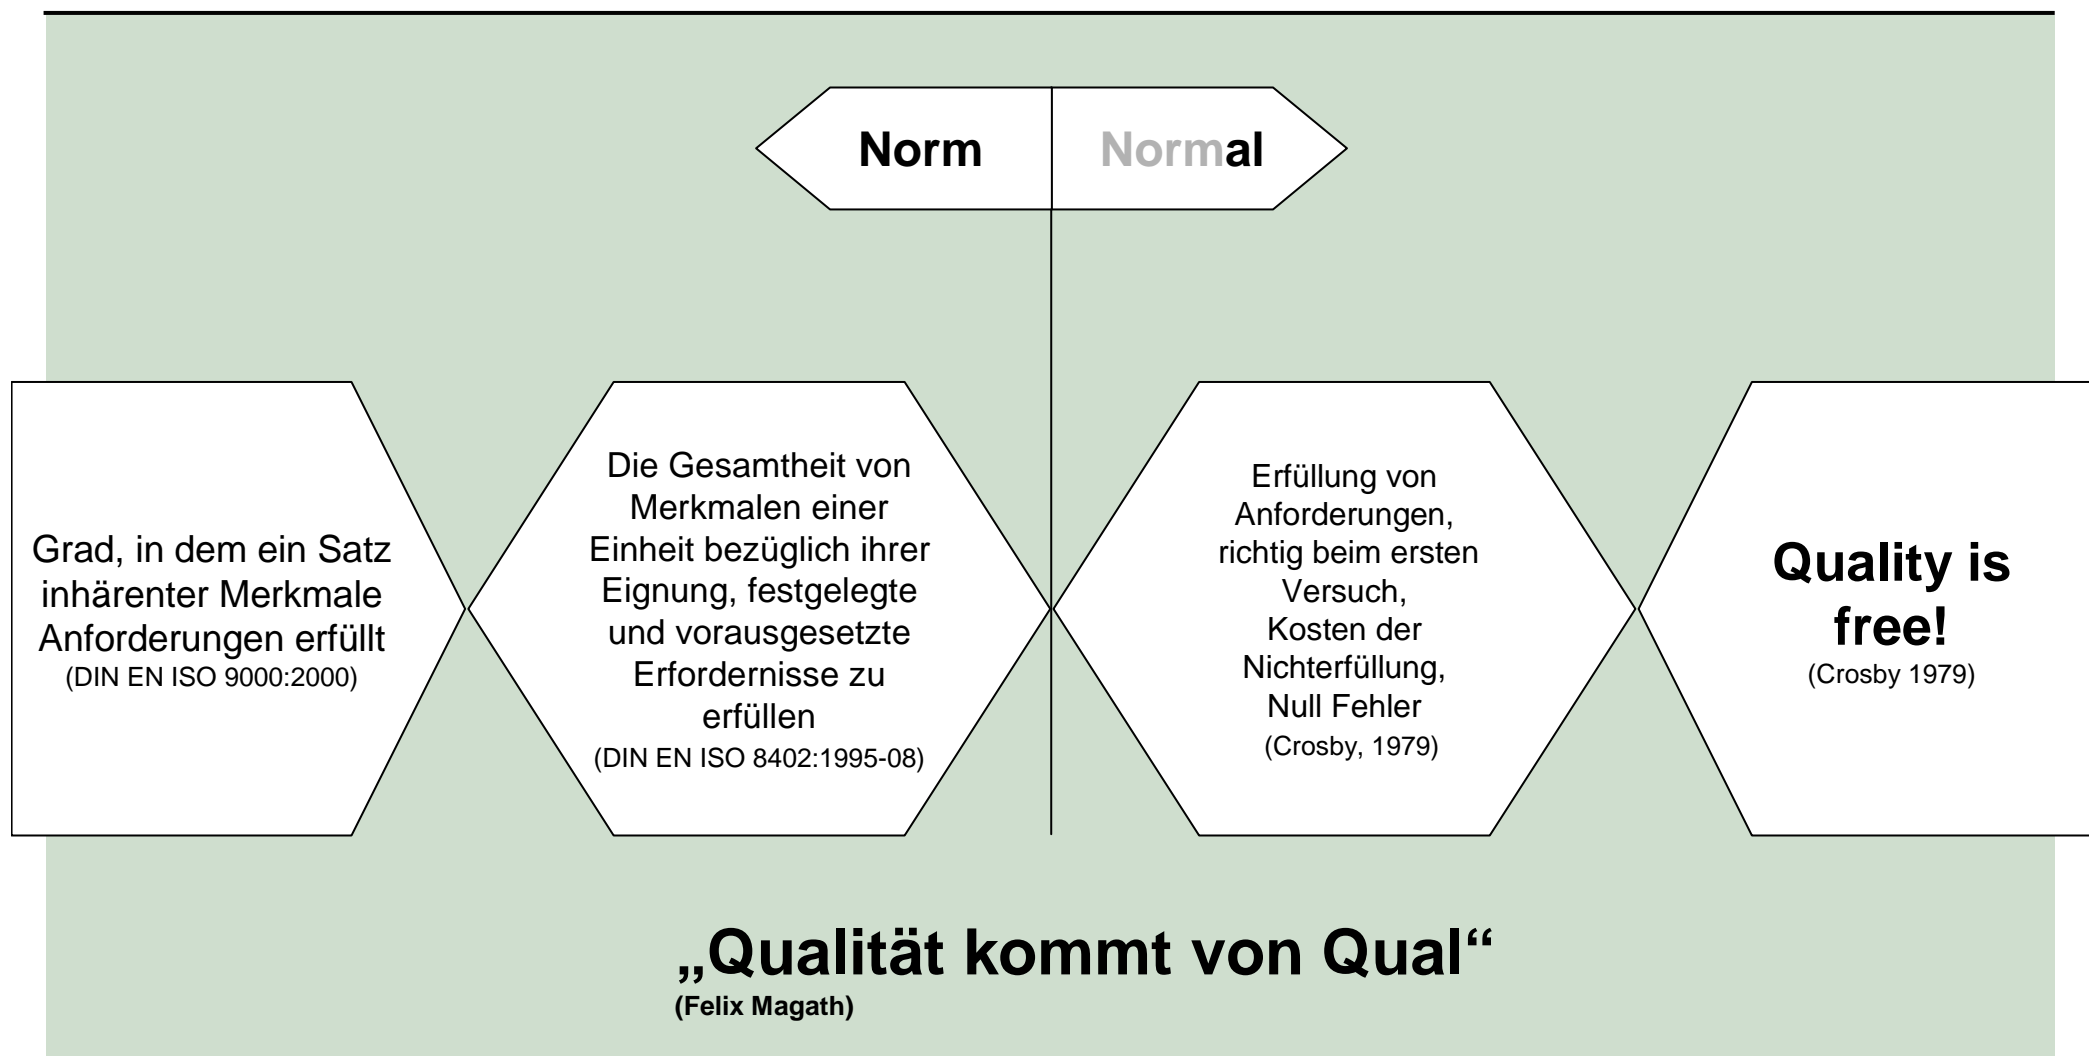 Norm
Normal
Grad, in dem ein Satz
inhärenter Merkmale
Anforderungen erfüllt
(DIN EN ISO 9000:2000)
Die Gesamtheit von
Merkmalen einer
Einheit bezüglich ihrer
Eignung, festgelegte
und vorausgesetzte
Erfordernisse zu
erfüllen
(DIN EN ISO 8402:1995-08)
Erfüllung von
Anforderungen,
richtig beim ersten
Versuch,
Kosten der
Nichterfüllung,
Null Fehler
(Crosby, 1979)
Quality is
free!
(Crosby 1979)
„Qualität kommt von Qual“
(Felix Magath)